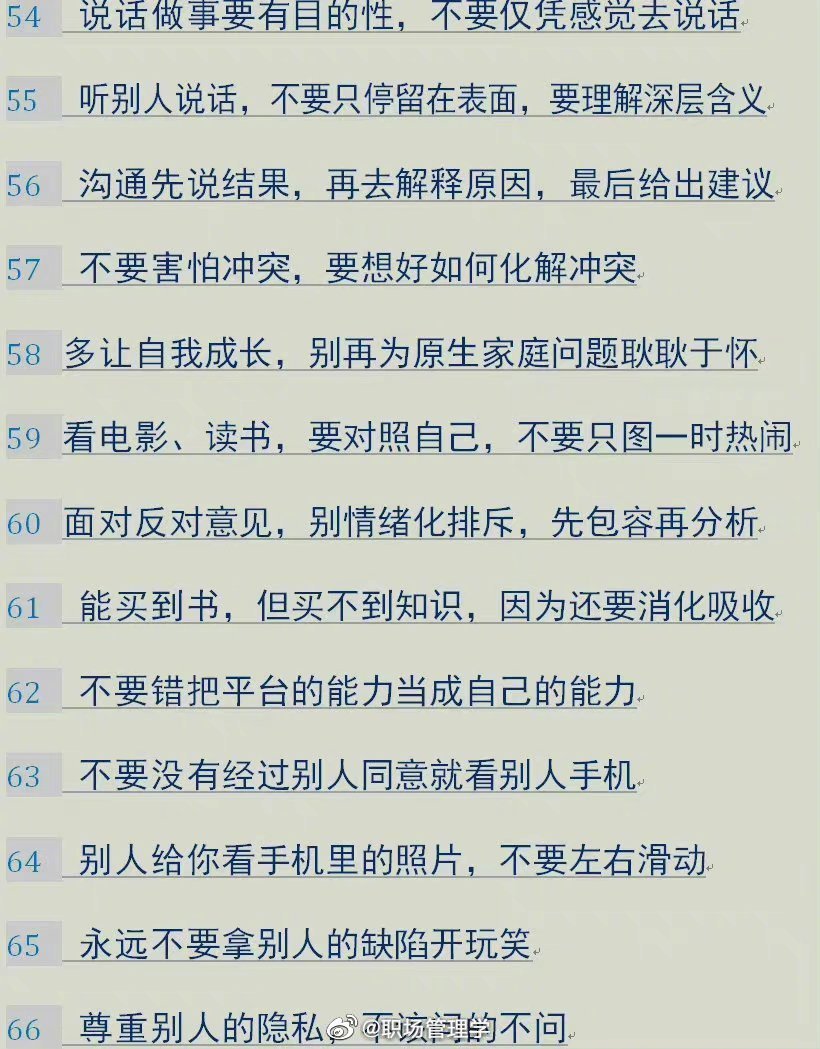 54 说话做事要有目的性，不要仅凭感觉去说话
55 听别人说话，不要只停留在表面，要理解深层含义
56 沟通先说结果，再去解释原因，最后给出建议
57 不要害怕冲突，要想好如何化解冲突
58 多让自我成长，别再为原生家庭问题耿耿于怀
59 看电影、读书，要对照自己，不要只图一时热闹
60 面对反对意见，别情绪化排斥，先包容再分析
61 能买到书，但买不到知识，因为还要消化吸收
62 不要错把平台的能力当成自己的能力
63 不要没有经过别人同意就看别人手机
64 别人给你看手机里的照片，不要左右滑动
65 永远不要拿别人的缺陷开玩笑
66 尊重别人的隐私，不该问的不问
@职场管理学